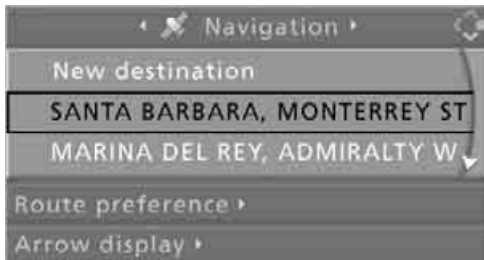 Navigation
New destination
SANTA BARBARA, MONTERREY ST
MARINA DEL REY, ADMIRALTY W
Route preference
Arrow display